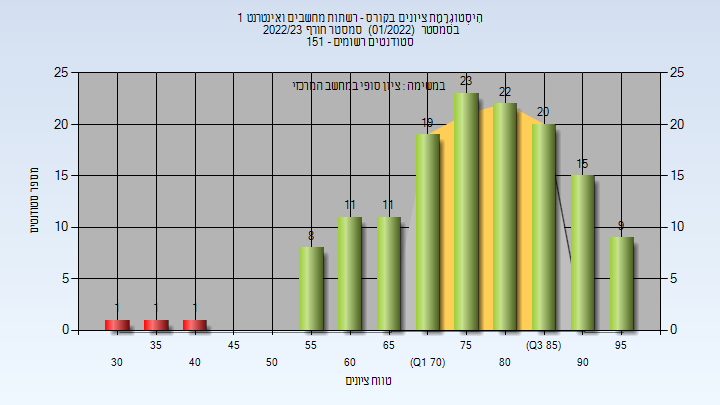 הִיסְטוֹגְרַמַּת ציונים בקורס - רשתות מחשבים ואינטרנט 1
בסמסטר (01/2022) סמסטר חורף 2022/23
סטודנטים רשומים - 151
במשימה : ציון סופי במחשב המרכזי
מספר סטודנטים
25 25
20 20
15 15
10 10
5 5
0 0
1 1 1 8 11 11 19 23 22 20 15 9
35 45 55 65 75 (Q3 85) 95
30 40 50 60 (Q1 70) 80 90
טווח ציונים